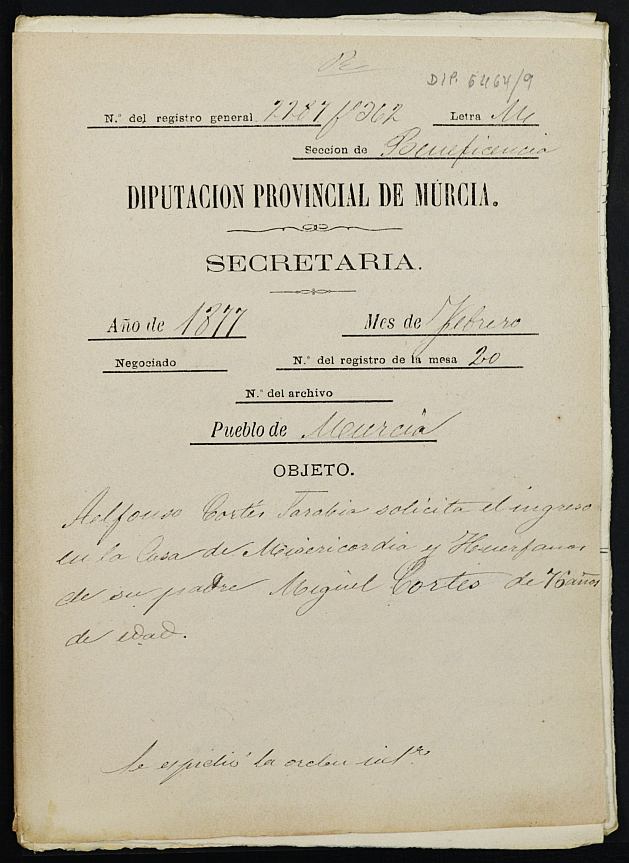 R
DIP. 6464/9
N.º del registro general 2287 fº 362 Letra M
Seccion de Beneficencia
DIPUTACION PROVINCIAL DE MÚRCIA.
SECRETARIA.
Año de 1877 Mes de Febrero
Negociado N.º del registro de la mesa 20
N.º del archivo
Pueblo de Murcia
OBJETO.
Alfonso Cortés Tarabia solicita el ingreso
en la Casa de Misericordia y Huerfanos
de su padre Miguel Cortés de 76 años
de edad.
Se espidió la orden